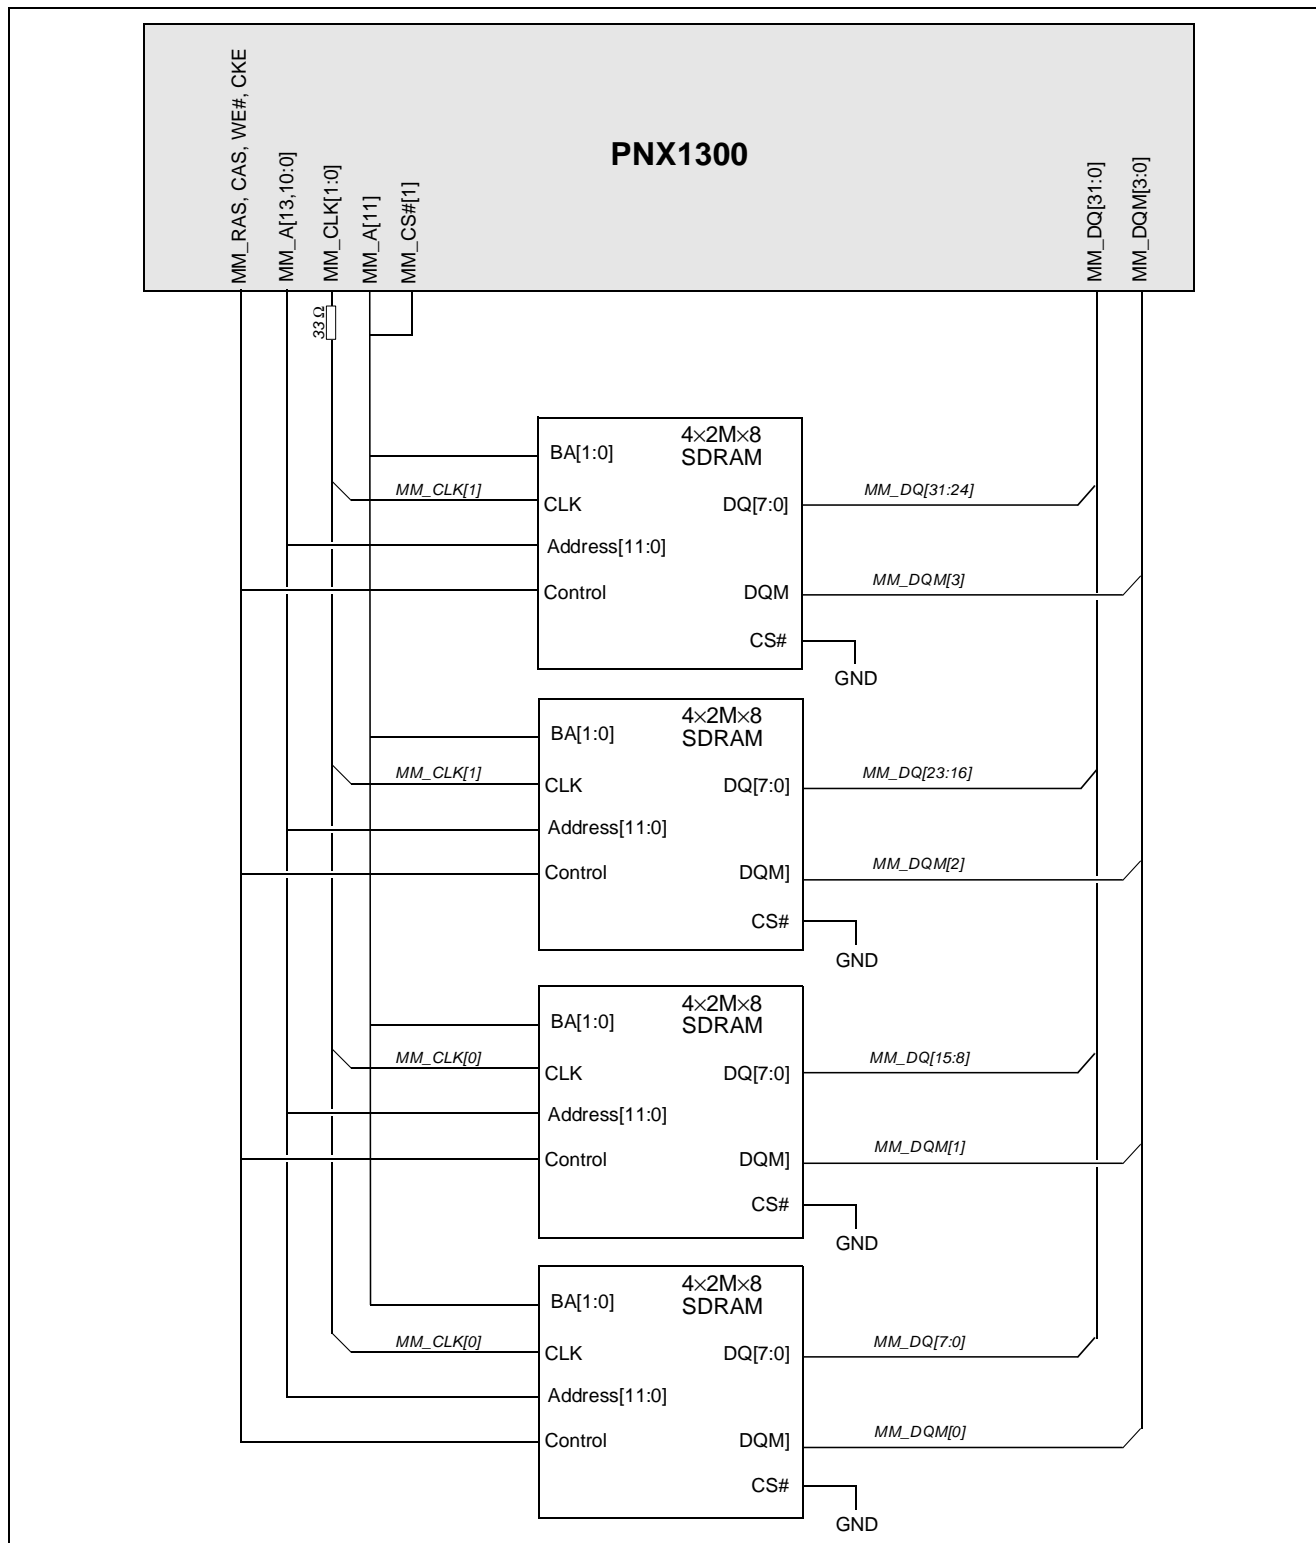 PNX1300
MM_RAS, CAS, WE#, CKE
MM_A[13,10:0]
MM_CLK[1:0]
MM_A[11]
MM_CS#[1]
MM_DQ[31:0]
MM_DQM[3:0]
33 Ω
4×2M×8
SDRAM
BA[1:0]
MM_CLK[1]
CLK
DQ[7:0]
MM_DQ[31:24]
Address[11:0]
Control
DQM
MM_DQM[3]
CS#
GND
4×2M×8
SDRAM
BA[1:0]
MM_CLK[1]
CLK
DQ[7:0]
MM_DQ[23:16]
Address[11:0]
Control
DQM]
MM_DQM[2]
CS#
GND
4×2M×8
SDRAM
BA[1:0]
MM_CLK[0]
CLK
DQ[7:0]
MM_DQ[15:8]
Address[11:0]
Control
DQM]
MM_DQM[1]
CS#
GND
4×2M×8
SDRAM
BA[1:0]
MM_CLK[0]
CLK
DQ[7:0]
MM_DQ[7:0]
Address[11:0]
Control
DQM]
MM_DQM[0]
CS#
GND